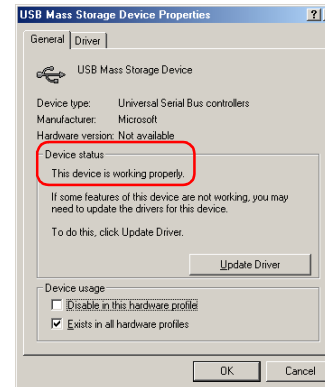 USB Mass Storage Device Properties
General Driver
USB Mass Storage Device
Device type: Universal Serial Bus controllers
Manufacturer: Microsoft
Hardware version: Not available
Device status
This device is working properly.
If some features of this device are not working, you may
need to update the drivers for this device.
To do this, click Update Driver.
Update Driver
Device usage
Disable in this hardware profile
Exists in all hardware profiles
OK Cancel